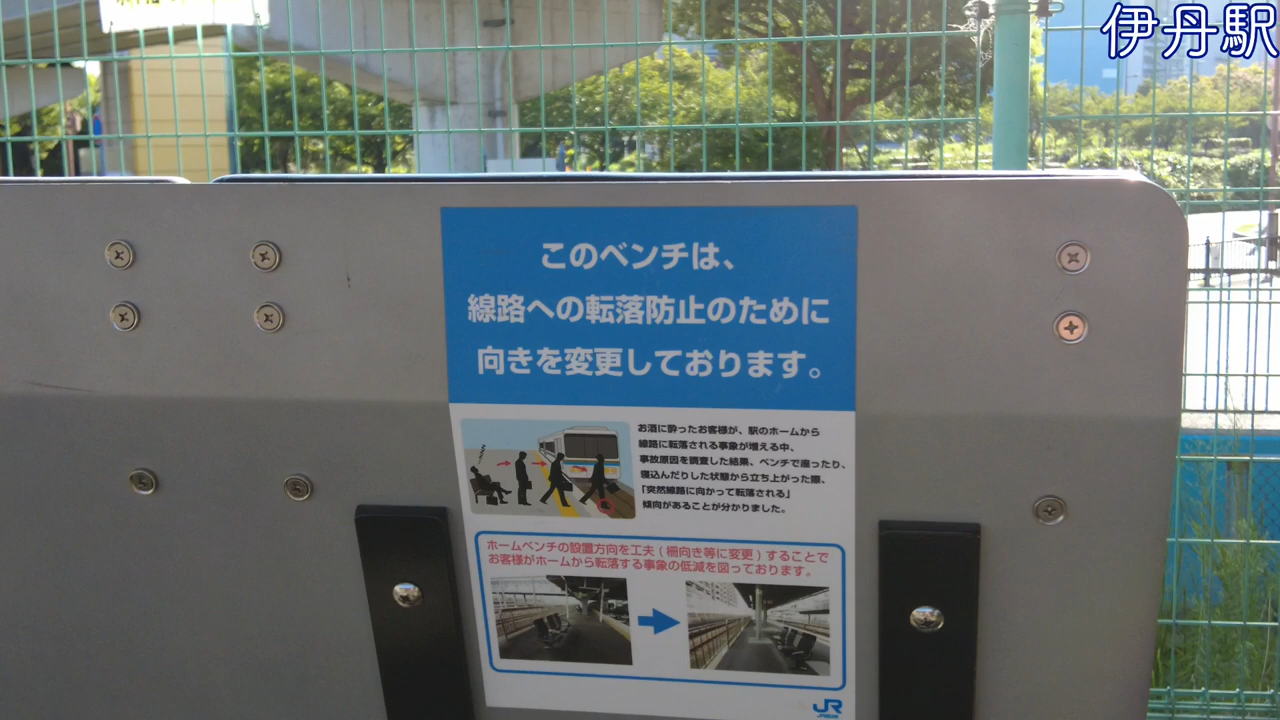 伊丹駅
このベンチは、
線路への転落防止のために
向きを変更しております。
お酒に酔ったお客様が、駅のホームから
線路に転落される事象が増える中、
事故原因を調査した結果、ベンチで座ったり、
寝込んだりした状態から立ち上がった際、
「突然線路に向かって転落される」
傾向があることが分かりました。
ホームベンチの設置方向を工夫(柵向き等に変更)することで
お客様がホームから転落する事象の低減を図っております。
JR